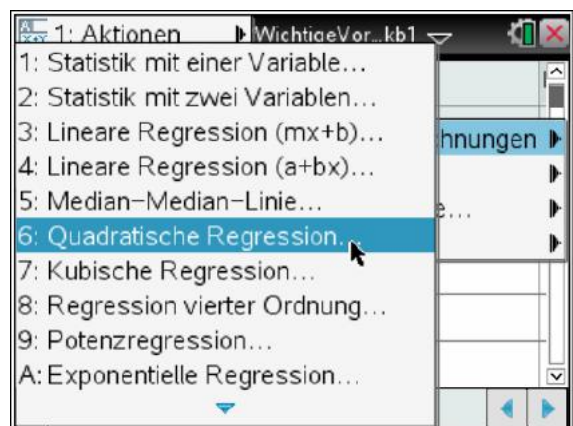 1: Aktionen WichtigeVor...kb1
1: Statistik mit einer Variable...
2: Statistik mit zwei Variablen...
3: Lineare Regression (mx+b)...
hnungen
4: Lineare Regression (a+bx)...
5: Median-Median-Linie...
e...
6: Quadratische Regression...
7: Kubische Regression...
8: Regression vierter Ordnung...
9: Potenzregression...
A: Exponentielle Regression...